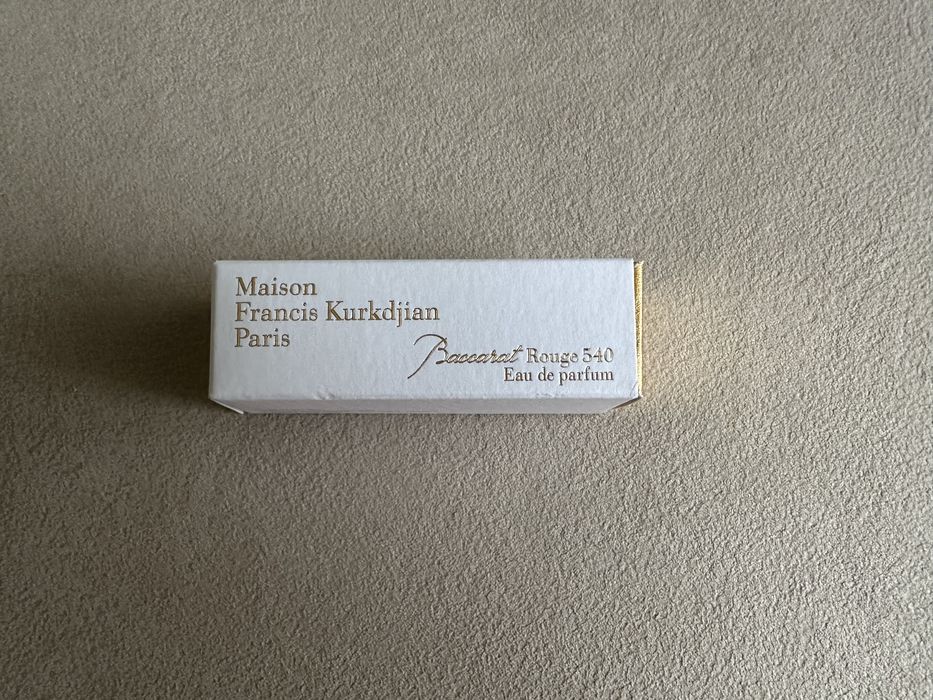 Maison
Francis Kurkdjian
Paris
Baccarat Rouge 540
Eau de parfum